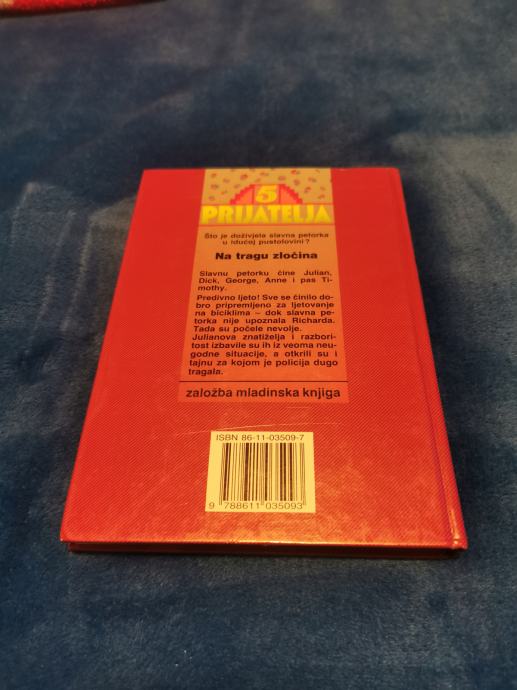 5
PRIJATELJA
Što je doživjela slavna petorka
u idućoj pustolovini?
Na tragu zločina
Slavnu petorku čine Julian,
Dick, George, Anne i pas Ti-
mothy.
Predivno ljeto! Sve se činilo do-
bro pripremljeno za ljetovanje
na biciklima – dok slavna pe-
torka nije upoznala Richarda.
Tada su počele nevolje.
Julianova znatiželja i razbori-
tost izbavile su ih iz veoma neu-
godne situacije, a otkrili su i
tajnu za kojom je policija dugo
tragala.
založba mladinska knjiga
ISBN 86-11-03509-7
9 788611 035093